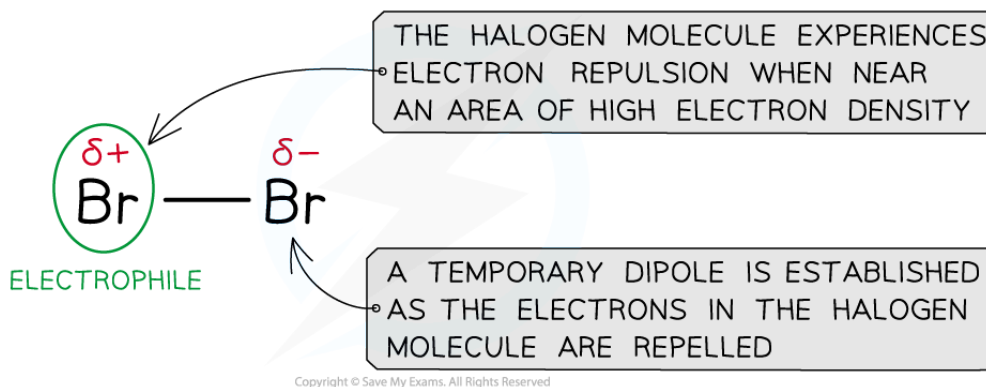 THE HALOGEN MOLECULE EXPERIENCES
ELECTRON REPULSION WHEN NEAR
AN AREA OF HIGH ELECTRON DENSITY
δ+ δ−
Br — Br
ELECTROPHILE
A TEMPORARY DIPOLE IS ESTABLISHED
AS THE ELECTRONS IN THE HALOGEN
MOLECULE ARE REPELLED
Copyright © Save My Exams. All Rights Reserved